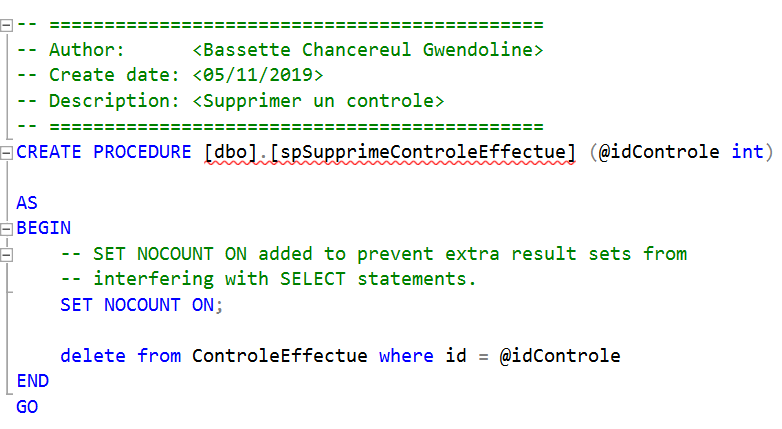 -- =============================================
-- Author:      <Bassette Chancereul Gwendoline>
-- Create date: <05/11/2019>
-- Description: <Supprimer un controle>
-- =============================================
CREATE PROCEDURE [dbo].[spSupprimeControleEffectue] (@idControle int)
AS
BEGIN
    -- SET NOCOUNT ON added to prevent extra result sets from
    -- interfering with SELECT statements.
    SET NOCOUNT ON;
    delete from ControleEffectue where id = @idControle
END
GO